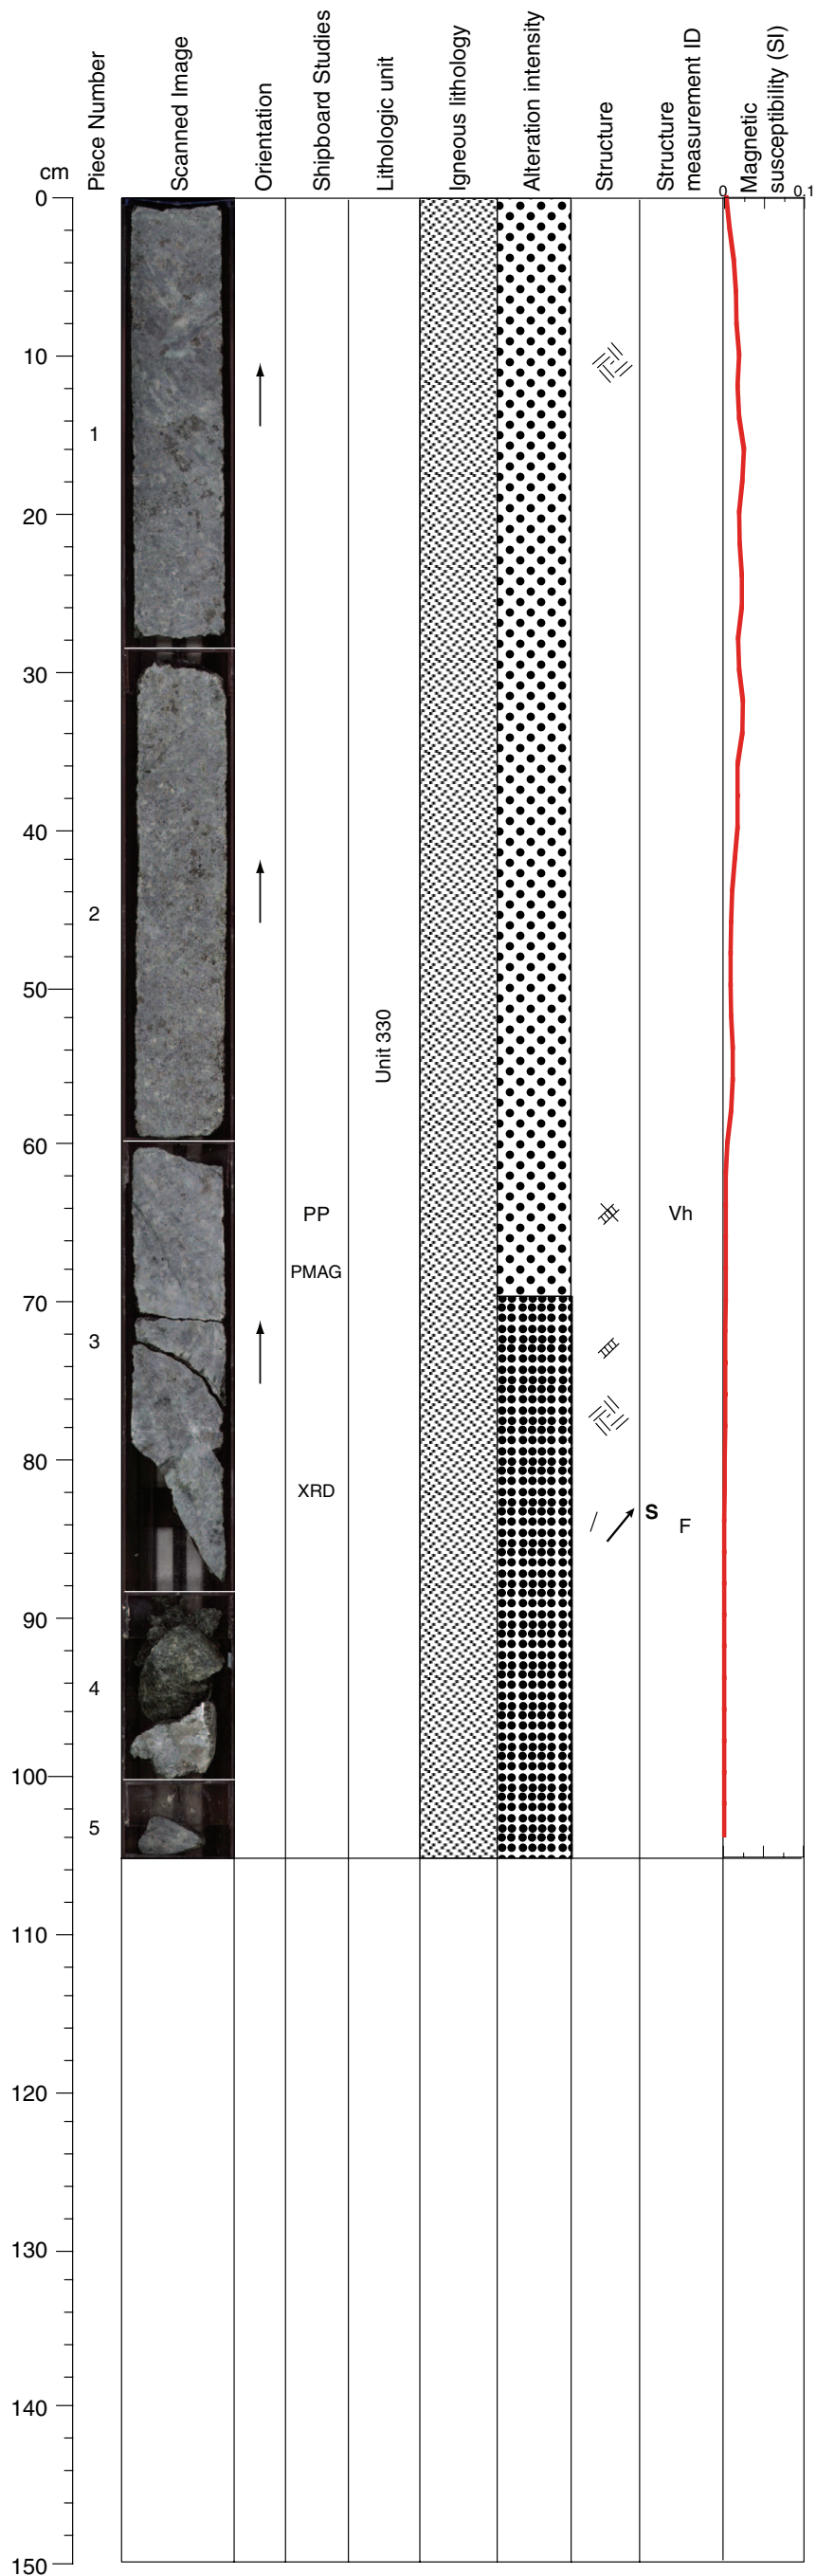 cm
Piece Number
Scanned Image
Orientation
Shipboard Studies
Lithologic unit
Igneous lithology
Alteration intensity
Structure
Structure
measurement ID
Magnetic
susceptibility (SI)
0
0.1
0
10
1
20
30
40
2
50
Unit 330
60
PP
Vh
PMAG
70
3
80
XRD
S
F
90
4
100
5
110
120
130
140
150